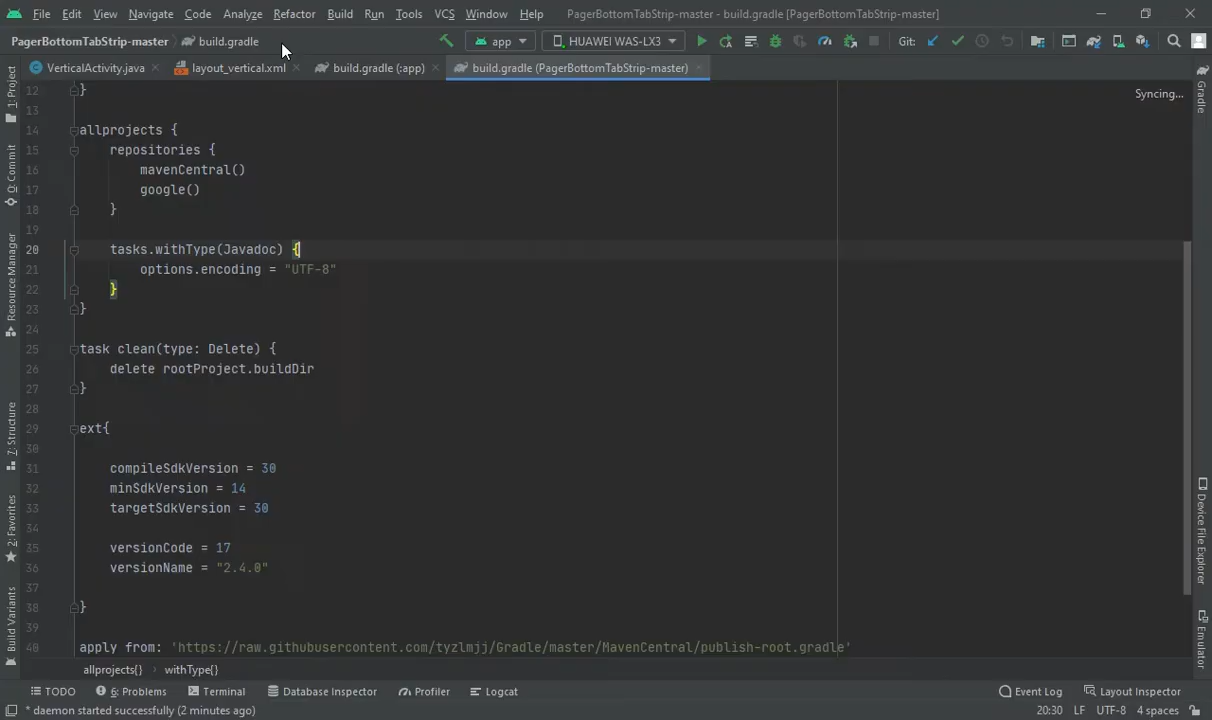 File Edit View Navigate Code Analyze Refactor Build Run Tools VCS Window Help PagerBottomTabStrip-master - build.gradle [PagerBottomTabStrip-master]
PagerBottomTabStrip-master build.gradle app HUAWEI WAS-LX3 Git:
VerticalActivity.java layout_vertical.xml build.gradle (:app) build.gradle (PagerBottomTabStrip-master)
Syncing...
12 }
13
14 allprojects {
15 repositories {
16 mavenCentral()
17 google()
18 }
19
20 tasks.withType(Javadoc) {
21 options.encoding = "UTF-8"
22 }
23 }
24
25 task clean(type: Delete) {
26 delete rootProject.buildDir
27 }
28
29 ext{
30
31 compileSdkVersion = 30
32 minSdkVersion = 14
33 targetSdkVersion = 30
34
35 versionCode = 17
36 versionName = "2.4.0"
37
38 }
39
40 apply from: 'https://raw.githubusercontent.com/tyzlmjj/Gradle/master/MavenCentral/publish-root.gradle'
allprojects{} withType{}
1: Project
0: Commit
Resource Manager
7: Structure
2: Favorites
Build Variants
Gradle
Device File Explorer
Emulator
TODO 6: Problems Terminal Database Inspector Profiler Logcat Event Log Layout Inspector
* daemon started successfully (2 minutes ago) 20:30 LF UTF-8 4 spaces